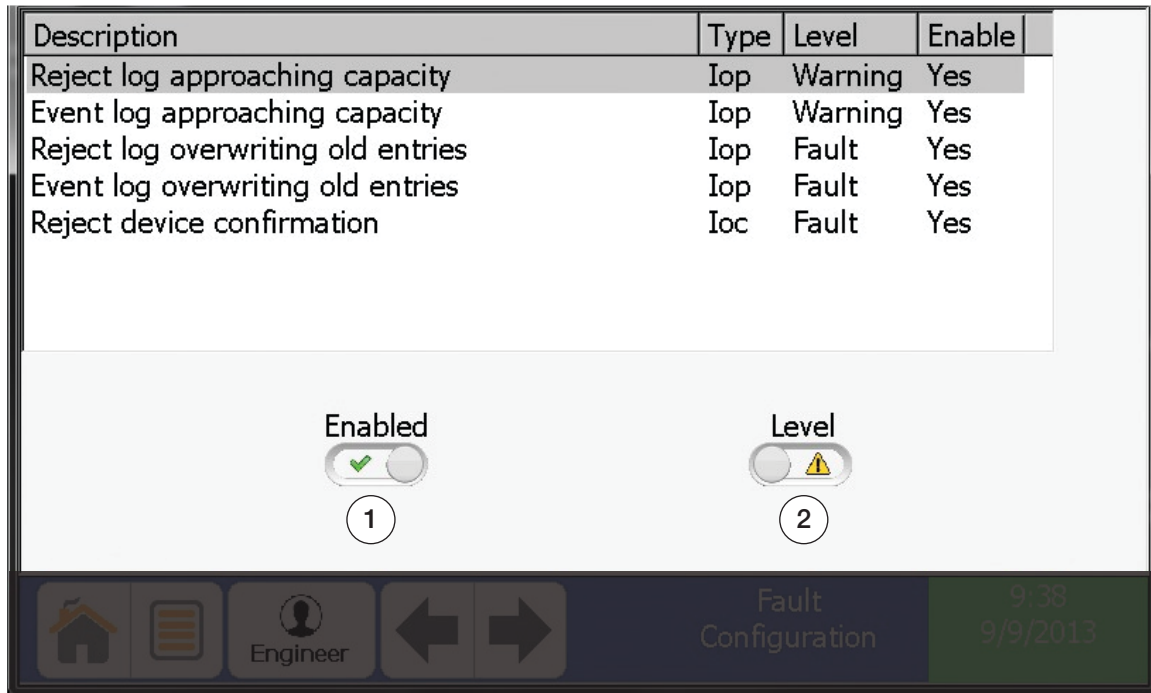 Description Type Level Enable
Reject log approaching capacity Iop Warning Yes
Event log approaching capacity Iop Warning Yes
Reject log overwriting old entries Iop Fault Yes
Event log overwriting old entries Iop Fault Yes
Reject device confirmation Ioc Fault Yes
Enabled Level
1 2
Engineer
Fault
Configuration
9:38
9/9/2013